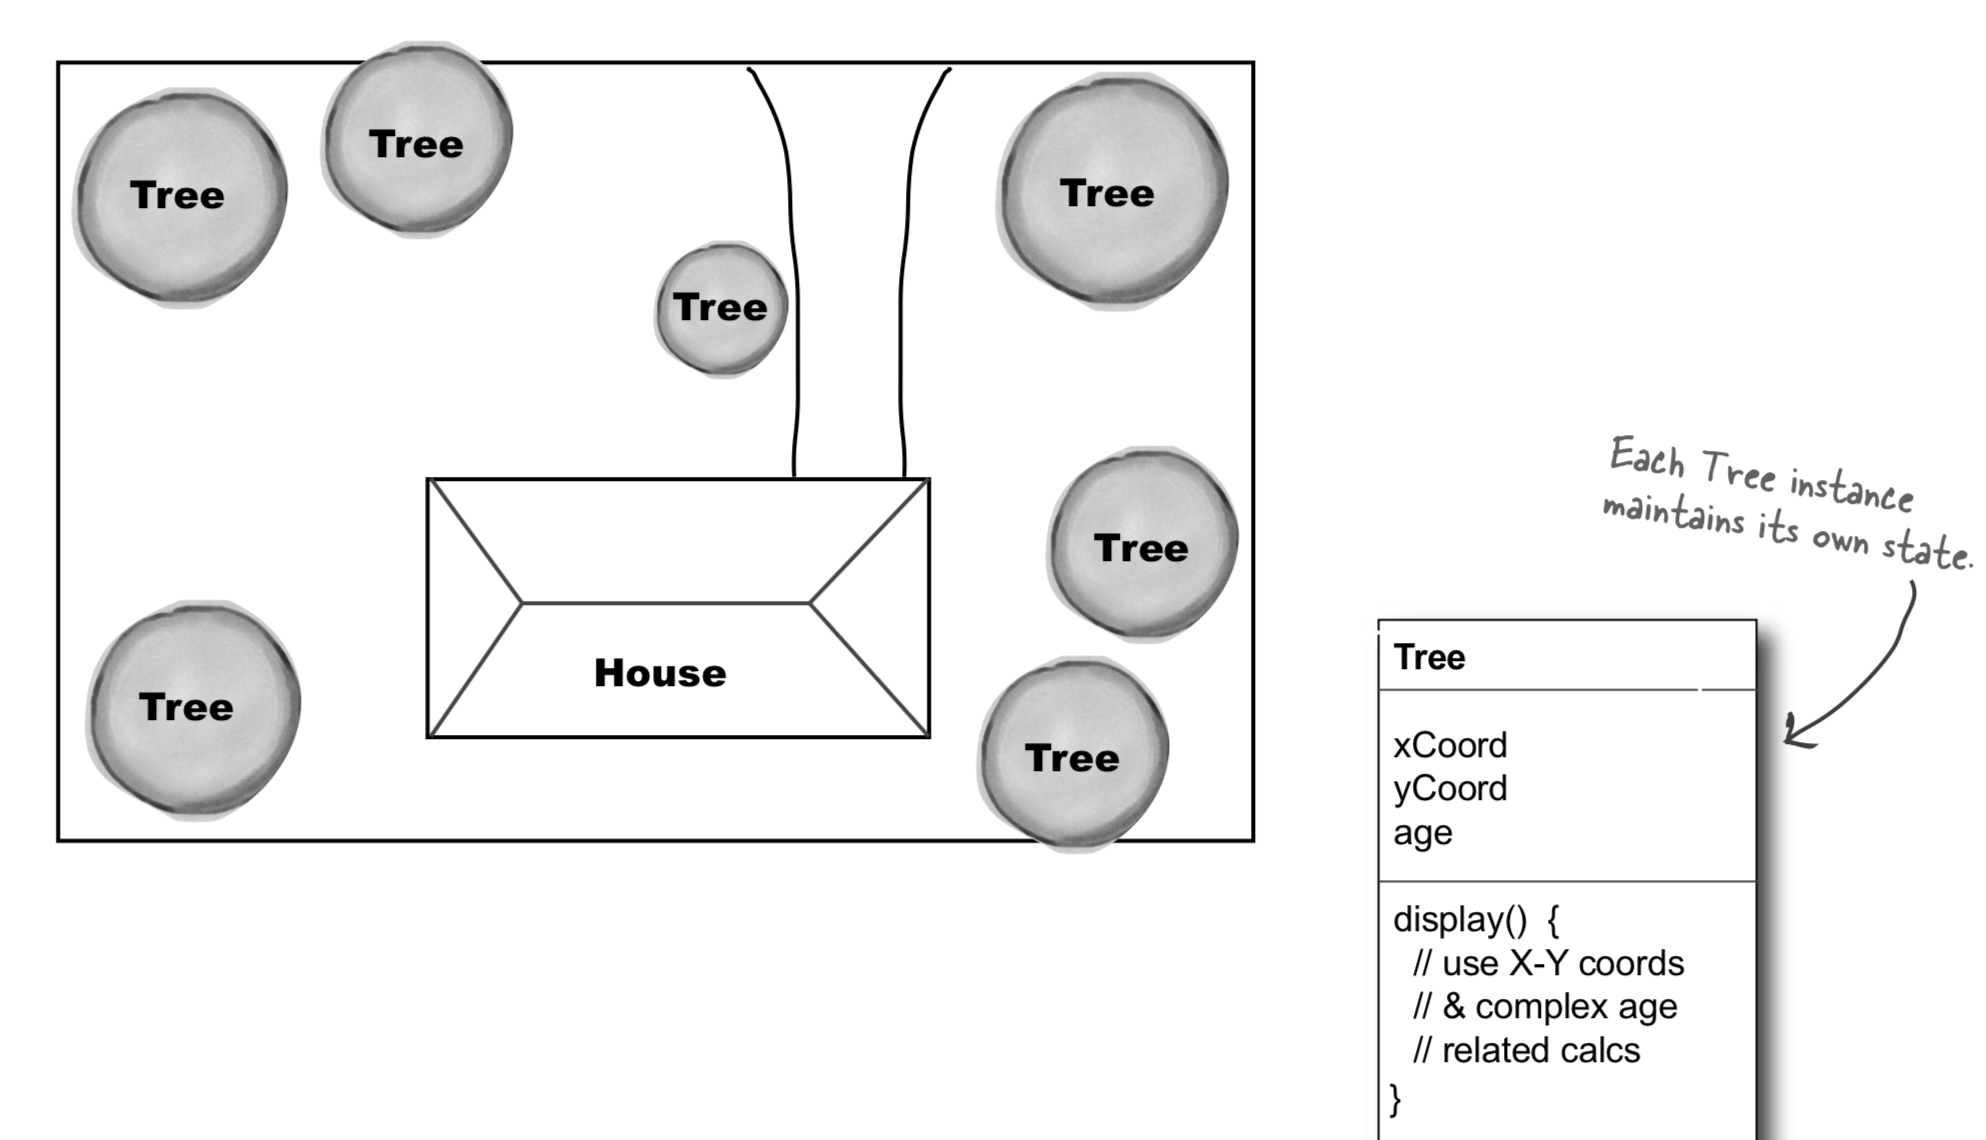 Tree
Tree
Tree
Tree
Tree
Tree
Tree
House
Each Tree instance
maintains its own state.
Tree
xCoord
yCoord
age
display() {
// use X-Y coords
// & complex age
// related calcs
}